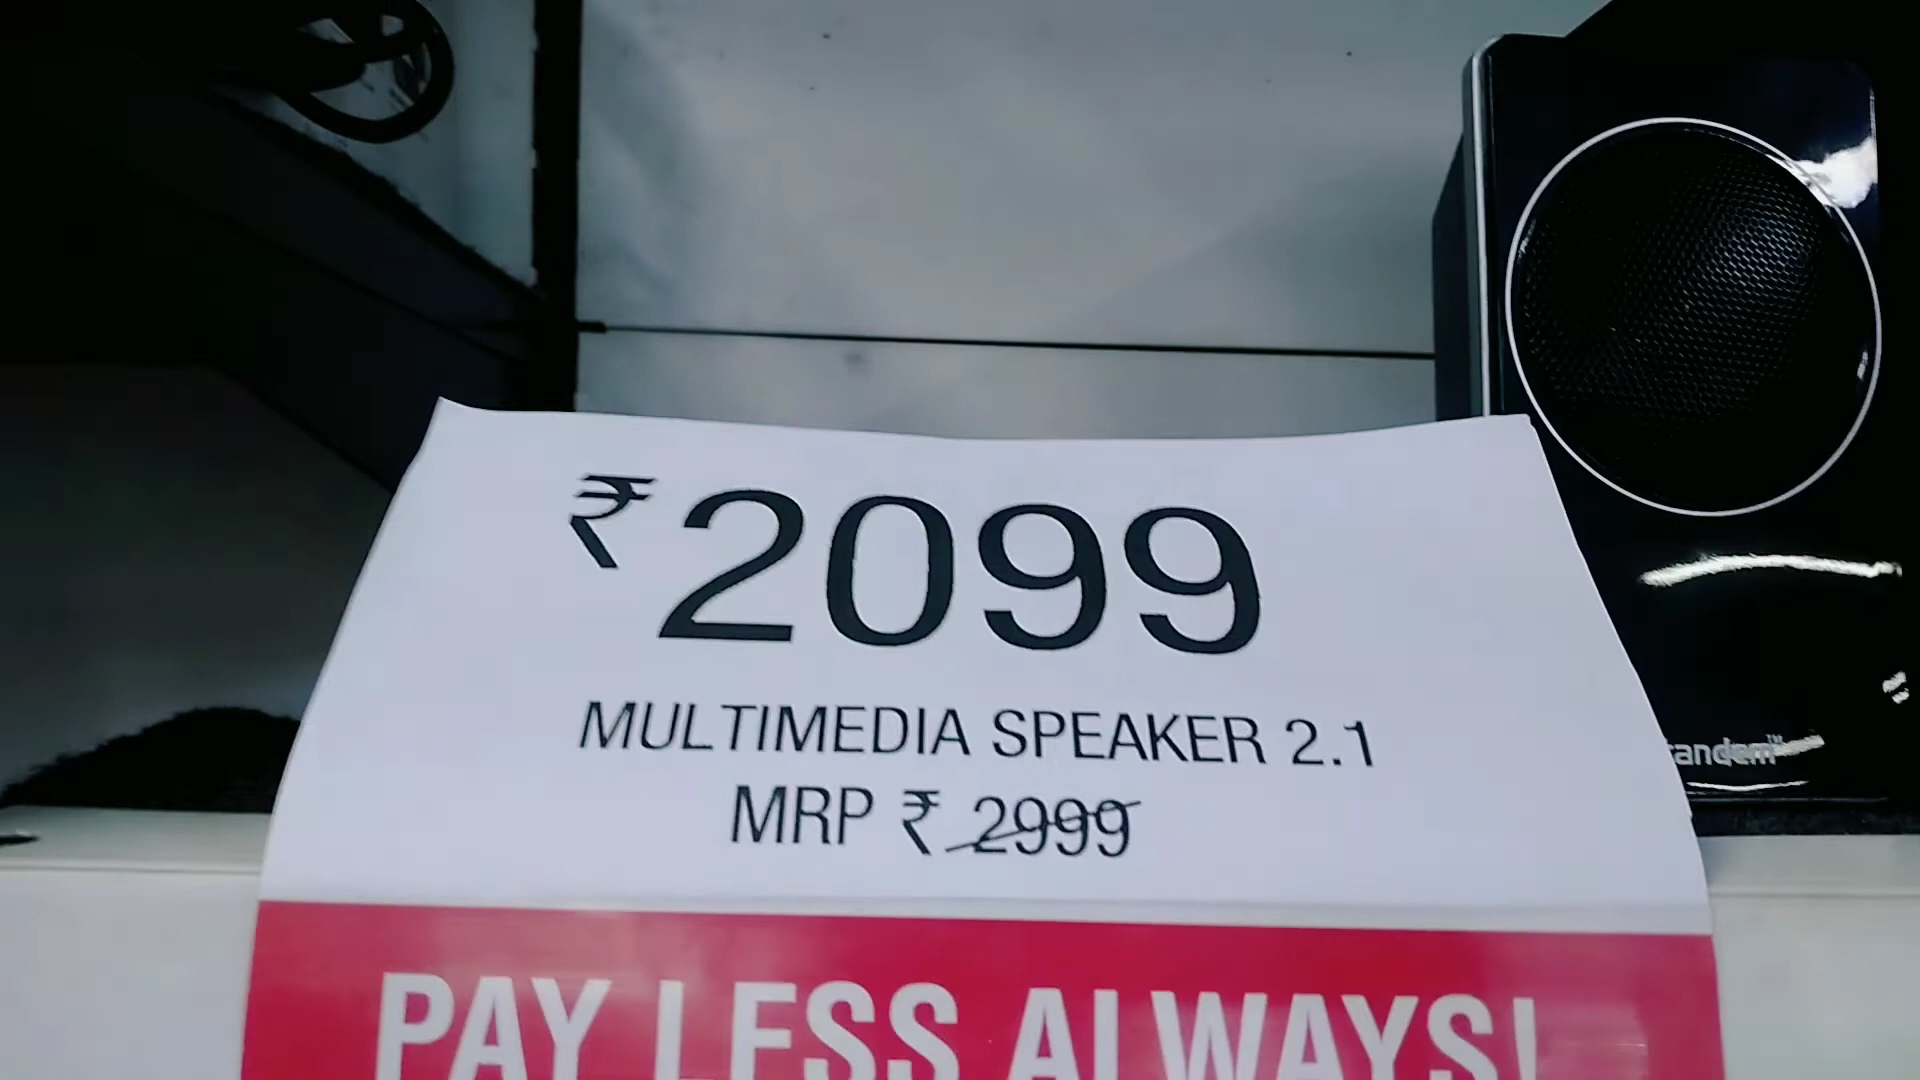 ₹2099
MULTIMEDIA SPEAKER 2.1
MRP ₹ 2999
PAY LESS ALWAYS!